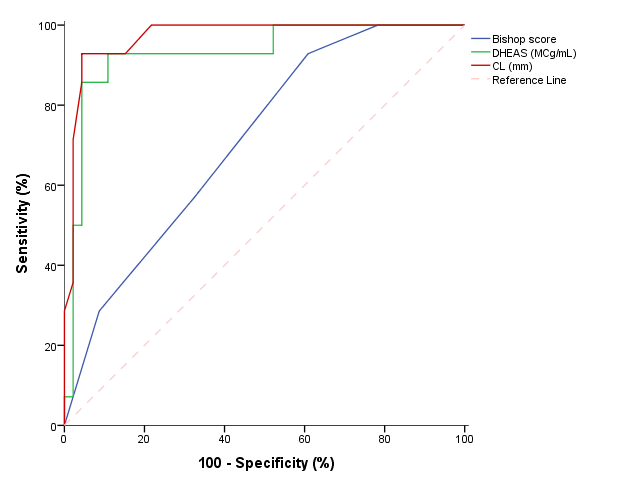 100
80
60
40
20
0
Sensitivity (%)
0 20 40 60 80 100
100 - Specificity (%)
Bishop score
DHEAS (MCg/mL)
CL (mm)
Reference Line